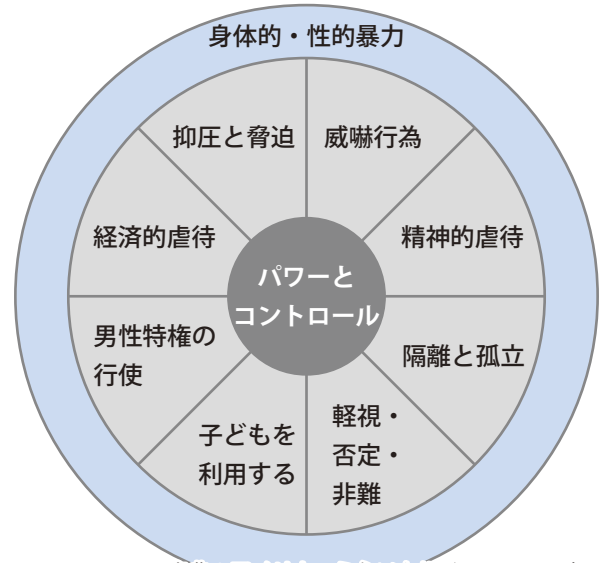 身体的・性的暴力
抑圧と脅迫
威嚇行為
経済的虐待
精神的虐待
パワーと
コントロール
男性特権の
行使
隔離と孤立
子どもを
利用する
軽視・
否定・
非難